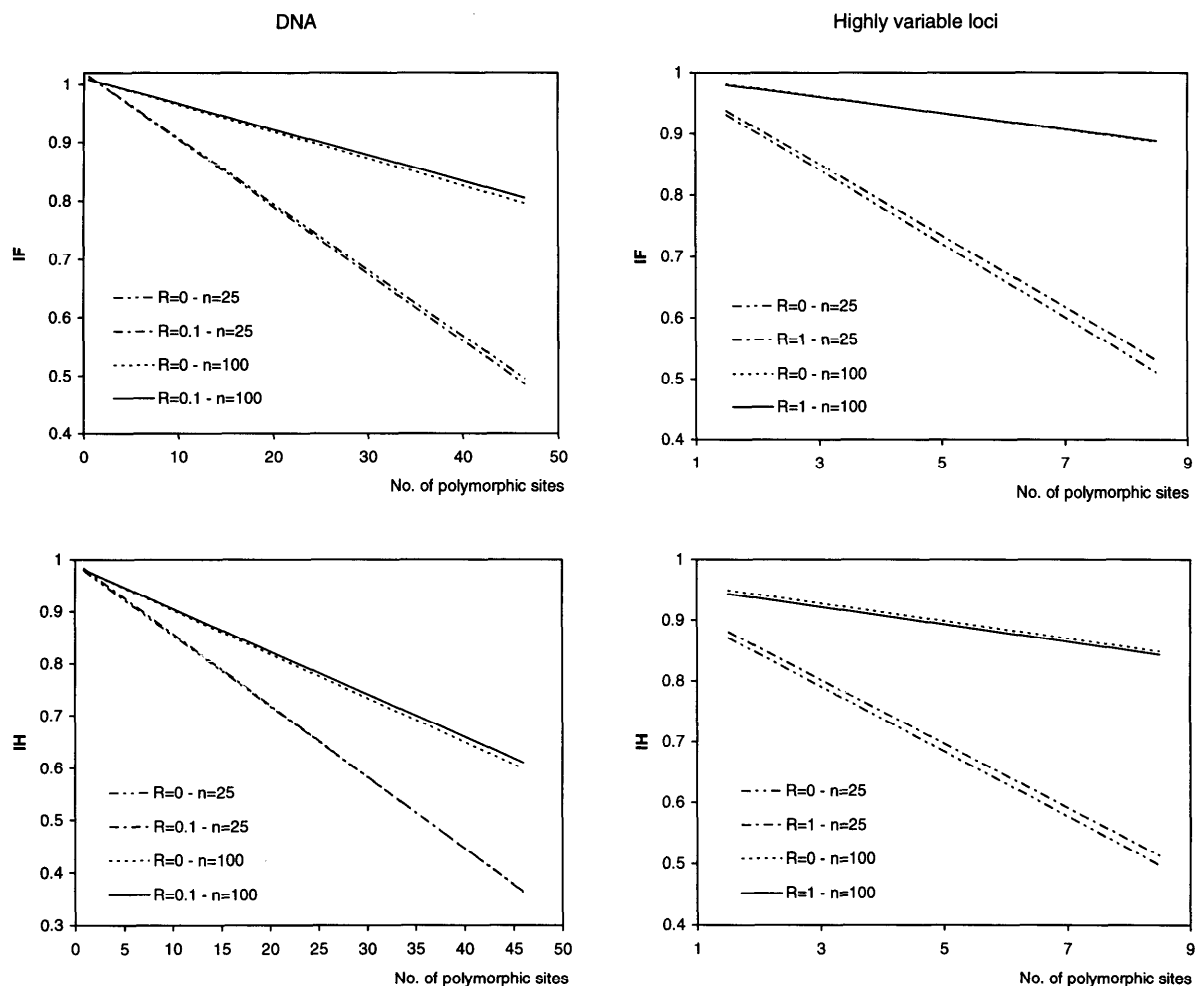 DNA
Highly variable loci
1
0.9
0.8
0.7
0.6
0.5
0.4
IF
R=0 - n=25
R=0.1 - n=25
R=0 - n=100
R=0.1 - n=100
0 10 20 30 40 50
No. of polymorphic sites
1
0.9
0.8
0.7
0.6
0.5
0.4
IF
R=0 - n=25
R=1 - n=25
R=0 - n=100
R=1 - n=100
1 3 5 7 9
No. of polymorphic sites
1
0.9
0.8
0.7
0.6
0.5
0.4
0.3
IH
R=0 - n=25
R=0.1 - n=25
R=0 - n=100
R=0.1 - n=100
0 5 10 15 20 25 30 35 40 45 50
No. of polymorphic sites
1
0.9
0.8
0.7
0.6
0.5
0.4
IH
R=0 - n=25
R=1 - n=25
R=0 - n=100
R=1 - n=100
1 3 5 7 9
No. of polymorphic sites